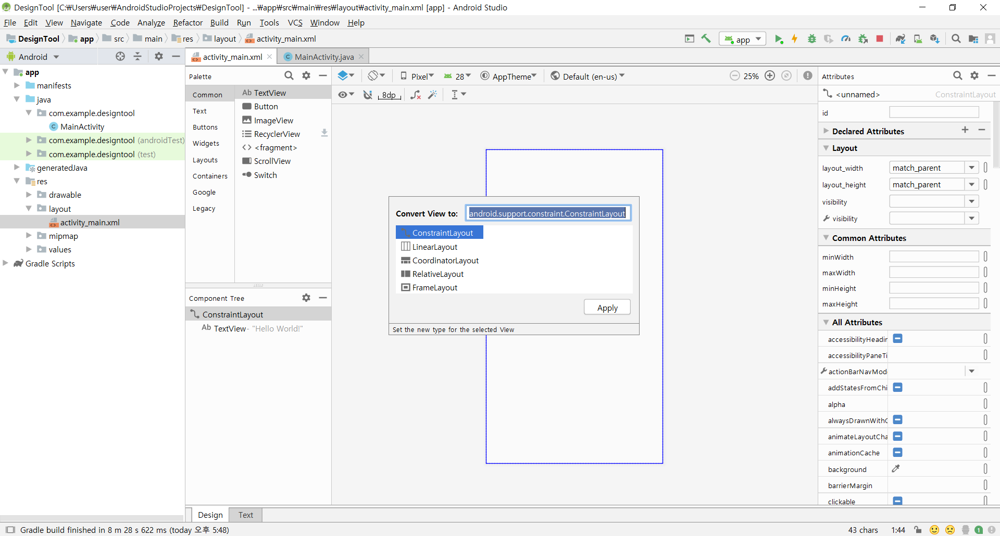 DesignTool [C:₩Users₩user₩AndroidStudioProjects₩DesignTool] - ...₩app₩src₩main₩res₩layout₩activity_main.xml [app] - Android Studio
File Edit View Navigate Code Analyze Refactor Build Run Tools VCS Window Help
DesignTool app src main res layout activity_main.xml app
Android
app
manifests
java
com.example.designtool
MainActivity
com.example.designtool (androidTest)
com.example.designtool (test)
generatedJava
res
drawable
layout
activity_main.xml
mipmap
values
Gradle Scripts
activity_main.xml MainActivity.java
Palette
Common
Text
Buttons
Widgets
Layouts
Containers
Google
Legacy
Ab TextView
Button
ImageView
RecyclerView
<fragment>
ScrollView
Switch
Component Tree
ConstraintLayout
Ab TextView- "Hello World!"
Pixel 28 AppTheme Default (en-us) 25%
8dp
Convert View to: android.support.constraint.ConstraintLayout
ConstraintLayout
LinearLayout
CoordinatorLayout
RelativeLayout
FrameLayout
Apply
Set the new type for the selected View
Attributes
<unnamed> ConstraintLayout
id
Declared Attributes
Layout
layout_width match_parent
layout_height match_parent
visibility
visibility
Common Attributes
minWidth
maxWidth
minHeight
maxHeight
All Attributes
accessibilityHeadin
accessibilityPaneTi
actionBarNavMod
addStatesFromChi
alpha
alwaysDrawnWithC
animateLayoutCha
animationCache
background
barrierMargin
clickable
Design Text
Gradle build finished in 8 m 28 s 622 ms (today 오후 5:48) 43 chars 1:44 1